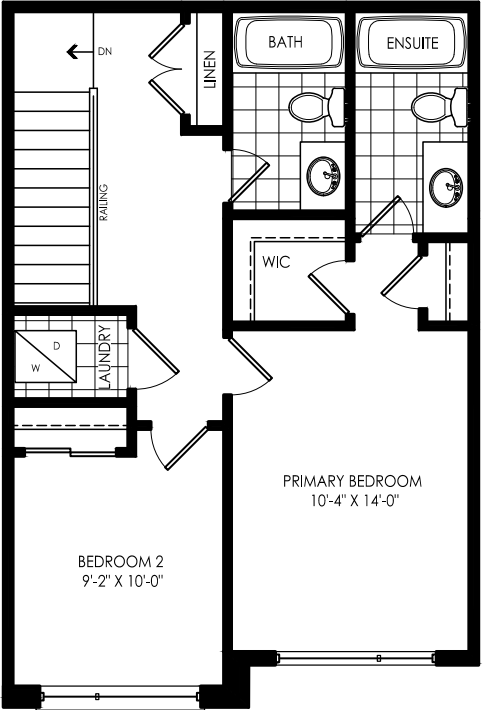 BATH
ENSUITE
DN
LINEN
RAILING
WIC
LAUNDRY
D
W
PRIMARY BEDROOM
10'-4" X 14'-0"
BEDROOM 2
9'-2" X 10'-0"